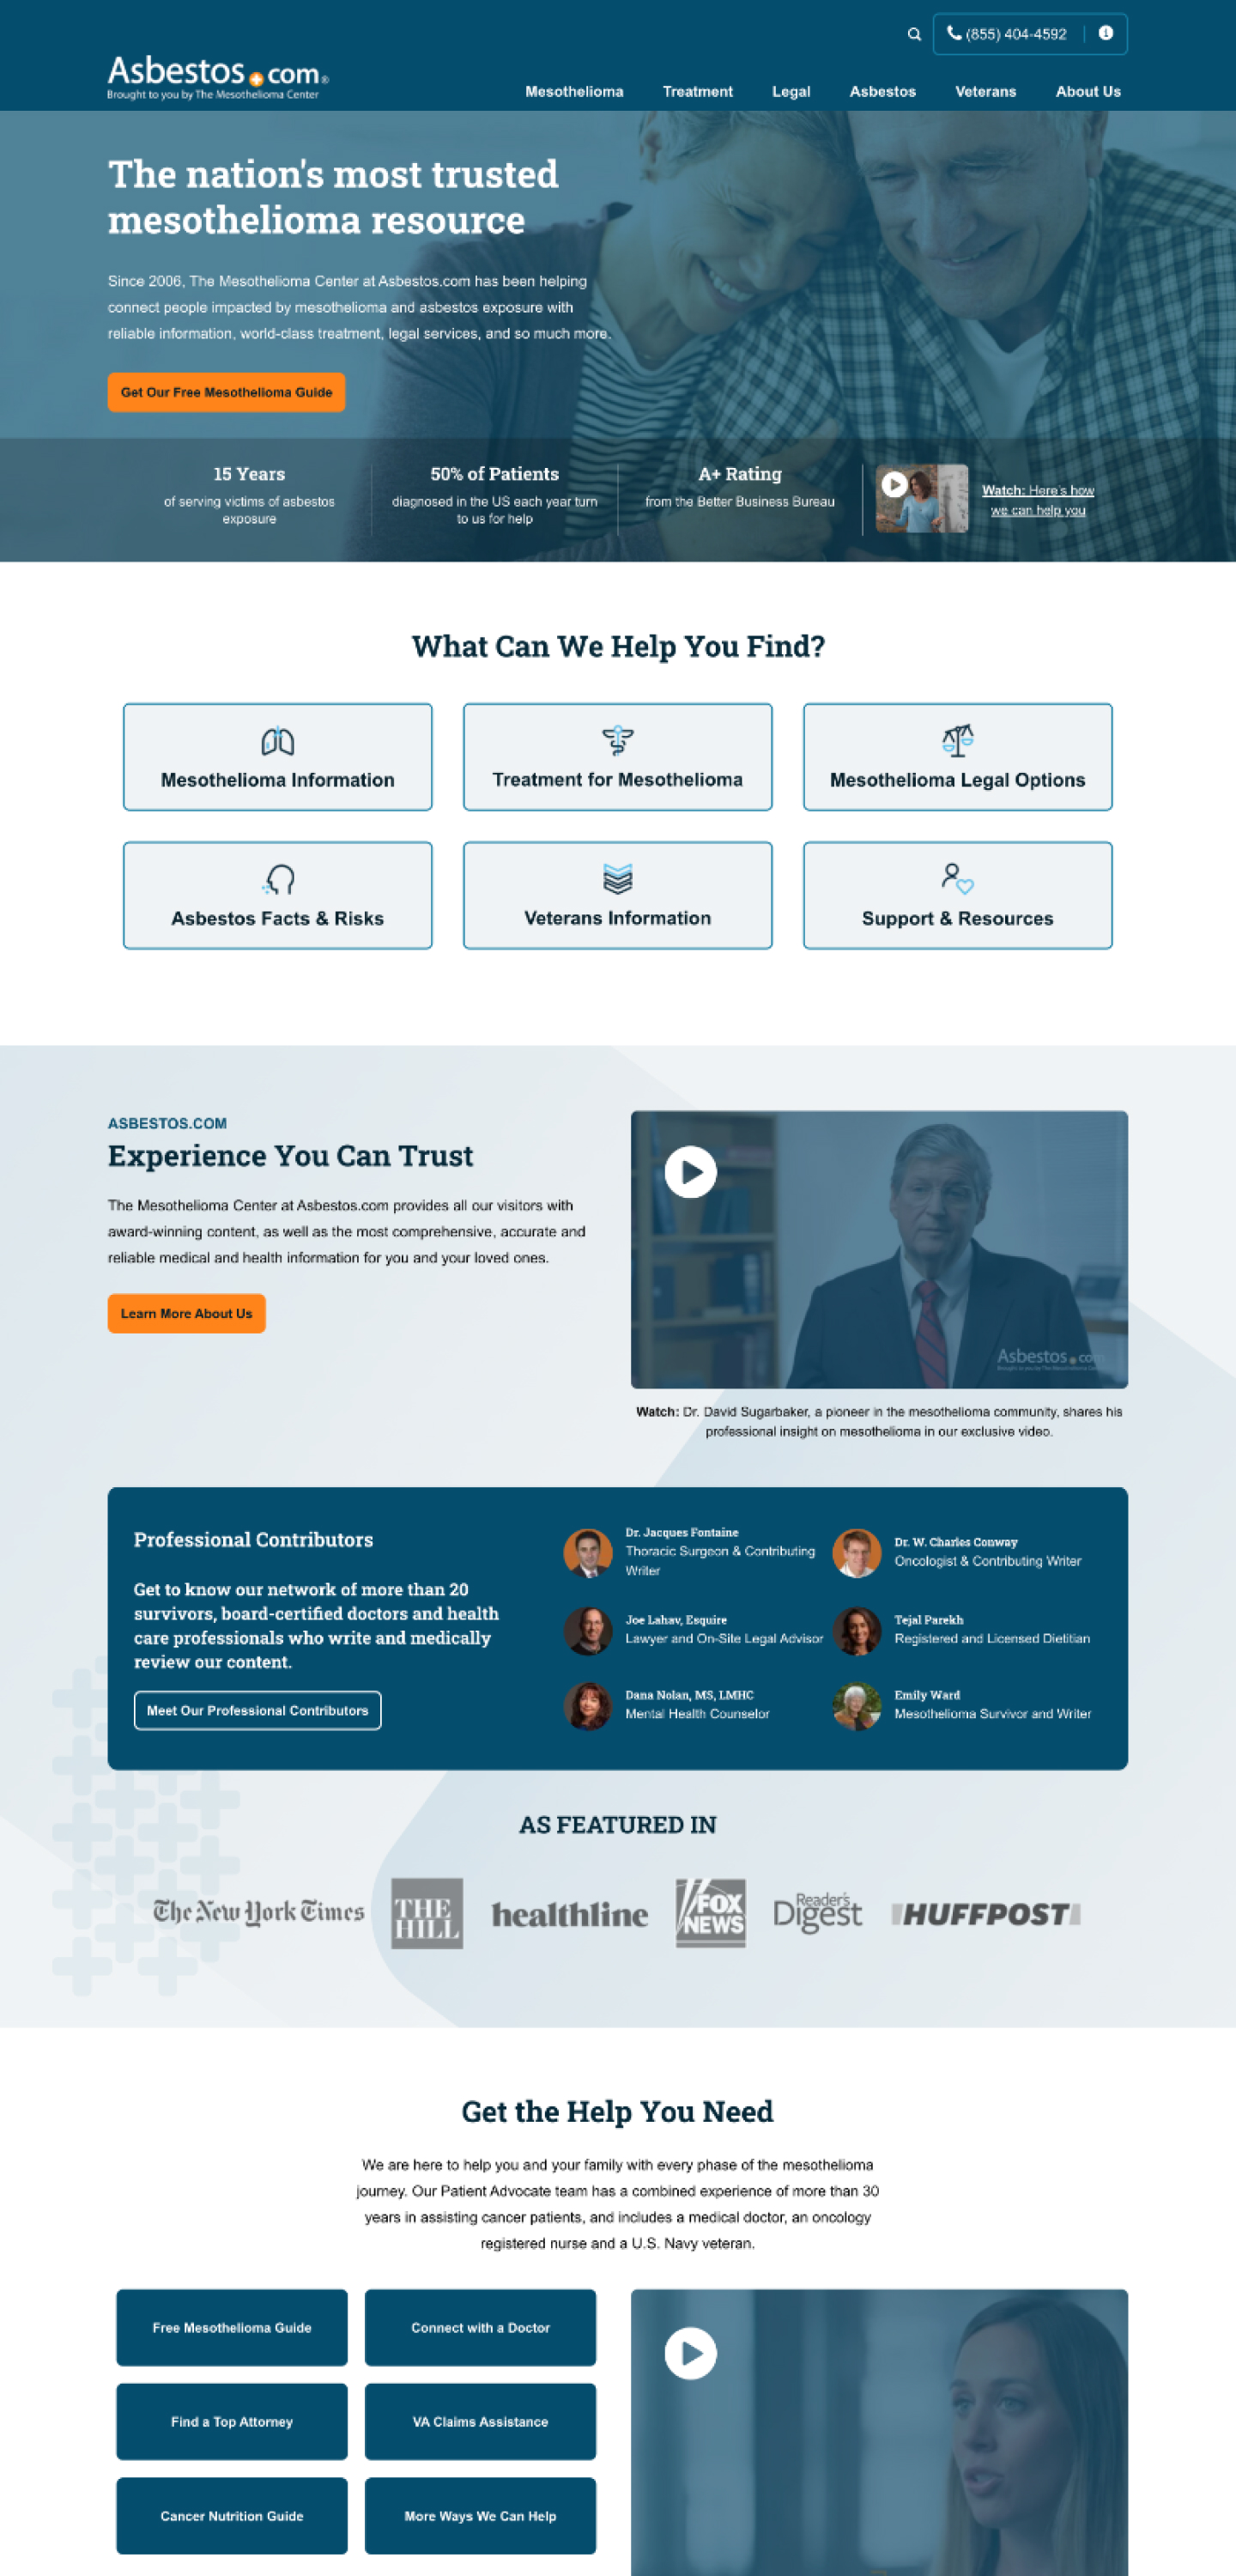 (855) 404-4592
Asbestos.com®
Brought to you by The Mesothelioma Center
Mesothelioma Treatment Legal Asbestos Veterans About Us
The nation's most trusted
mesothelioma resource
Since 2006, The Mesothelioma Center at Asbestos.com has been helping
connect people impacted by mesothelioma and asbestos exposure with
reliable information, world-class treatment, legal services, and so much more.
Get Our Free Mesothelioma Guide
15 Years
of serving victims of asbestos
exposure
50% of Patients
diagnosed in the US each year turn
to us for help
A+ Rating
from the Better Business Bureau
Watch: Here's how
we can help you
What Can We Help You Find?
Mesothelioma Information
Treatment for Mesothelioma
Mesothelioma Legal Options
Asbestos Facts & Risks
Veterans Information
Support & Resources
ASBESTOS.COM
Experience You Can Trust
The Mesothelioma Center at Asbestos.com provides all our visitors with
award-winning content, as well as the most comprehensive, accurate and
reliable medical and health information for you and your loved ones.
Learn More About Us
Asbestos.com
Brought to you by The Mesothelioma Center
Watch: Dr. David Sugarbaker, a pioneer in the mesothelioma community, shares his
professional insight on mesothelioma in our exclusive video.
Professional Contributors
Get to know our network of more than 20
survivors, board-certified doctors and health
care professionals who write and medically
review our content.
Meet Our Professional Contributors
Dr. Jacques Fontaine
Thoracic Surgeon & Contributing
Writer
Dr. W. Charles Conway
Oncologist & Contributing Writer
Joe Lahav, Esquire
Lawyer and On-Site Legal Advisor
Tejal Parekh
Registered and Licensed Dietitian
Dana Nolan, MS, LMHC
Mental Health Counselor
Emily Ward
Mesothelioma Survivor and Writer
AS FEATURED IN
The New York Times
THE
HILL
healthline
FOX
NEWS
Reader's
Digest
HUFFPOST
Get the Help You Need
We are here to help you and your family with every phase of the mesothelioma
journey. Our Patient Advocate team has a combined experience of more than 30
years in assisting cancer patients, and includes a medical doctor, an oncology
registered nurse and a U.S. Navy veteran.
Free Mesothelioma Guide
Connect with a Doctor
Find a Top Attorney
VA Claims Assistance
Cancer Nutrition Guide
More Ways We Can Help